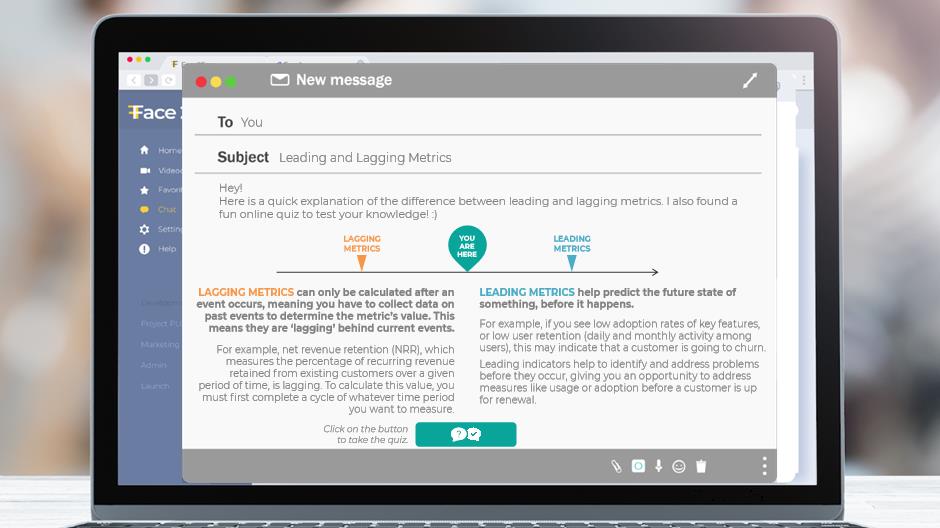 New message
Face
To You
Subject Leading and Lagging Metrics
Home
Video
Chat
Help
Hey!
Here is a quick explanation of the difference between leading and lagging metrics. I also found a
fun online quiz to test your knowledge! :)
LAGGING
METRICS
YOU
ARE
HERE
LEADING
METRICS
LAGGING METRICS can only be calculated after an
event occurs, meaning you have to collect data on
past events to determine the metric's value. This
means they are 'lagging' behind current events.
For example, net revenue retention (NRR), which
measures the percentage of recurring revenue
retained from existing customers over a given
period of time, is lagging. To calculate this value, you
must first complete a cycle of whatever time period
you want to measure.
LEADING METRICS help predict the future state of
something, before it happens.
For example, if you see low adoption rates of key features,
or low user retention (daily and monthly activity among
users), this may indicate that a customer is going to churn.
Leading indicators help to identify and address problems
before they occur, giving you an opportunity to address
measures like usage or adoption before a customer is up
for renewal.
Click on the button
to take the quiz.
Marketing
Admin
Launch